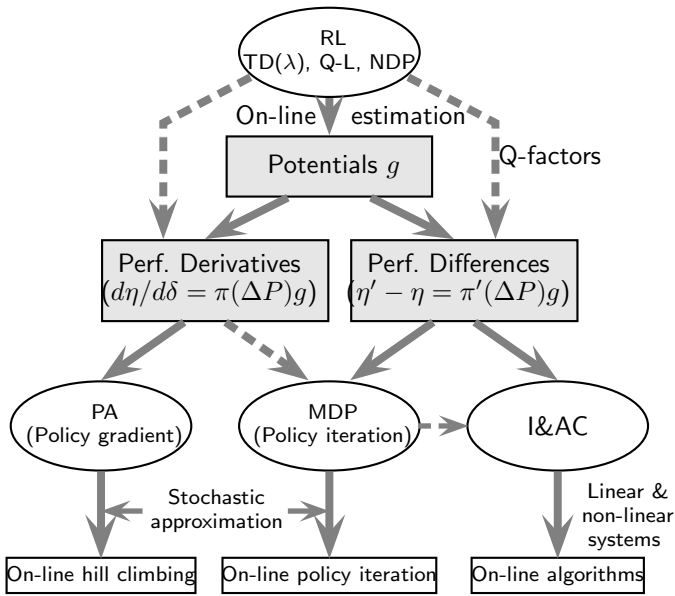 RL
TD(λ), Q-L, NDP
On-line estimation
Potentials g
Q-factors
Perf. Derivatives
(dη/dδ = π(ΔP)g)
Perf. Differences
(η′ − η = π′(ΔP)g)
PA
(Policy gradient)
MDP
(Policy iteration)
I&AC
Stochastic
approximation
Linear &
non-linear
systems
On-line hill climbing
On-line policy iteration
On-line algorithms